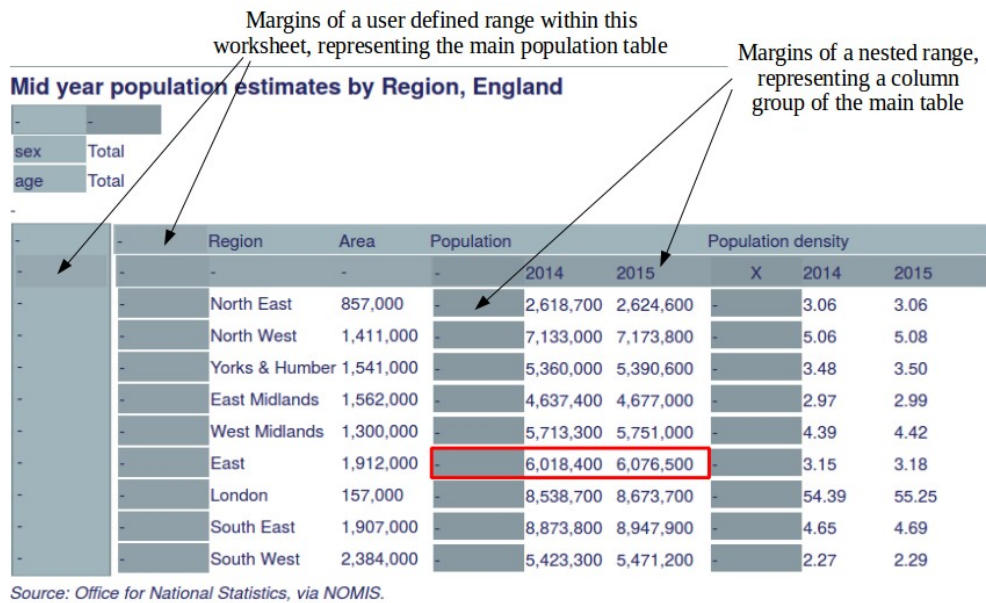 Margins of a user defined range within this
worksheet, representing the main population table
Margins of a nested range,
representing a column
group of the main table
Mid year population estimates by Region, England
- -
sex Total
age Total
-
- - Region Area Population Population density
- - - - - 2014 2015 X 2014 2015
- - North East 857,000 - 2,618,700 2,624,600 - 3.06 3.06
- - North West 1,411,000 - 7,133,000 7,173,800 - 5.06 5.08
- - Yorks & Humber 1,541,000 - 5,360,000 5,390,600 - 3.48 3.50
- - East Midlands 1,562,000 - 4,637,400 4,677,000 - 2.97 2.99
- - West Midlands 1,300,000 - 5,713,300 5,751,000 - 4.39 4.42
- - East 1,912,000 - 6,018,400 6,076,500 - 3.15 3.18
- - London 157,000 - 8,538,700 8,673,700 - 54.39 55.25
- - South East 1,907,000 - 8,873,800 8,947,900 - 4.65 4.69
- - South West 2,384,000 - 5,423,300 5,471,200 - 2.27 2.29
Source: Office for National Statistics, via NOMIS.